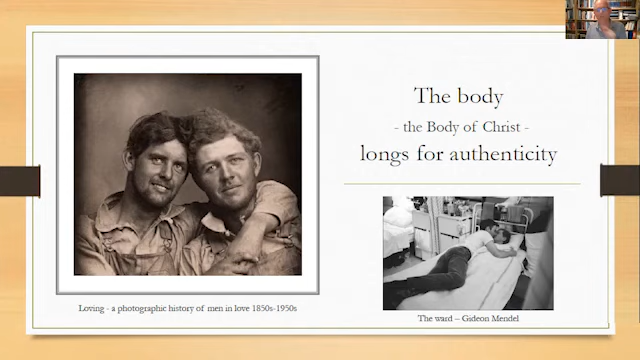 The body
- the Body of Christ -
longs for authenticity
Loving - a photographic history of men in love 1850s-1950s
The ward – Gideon Mendel